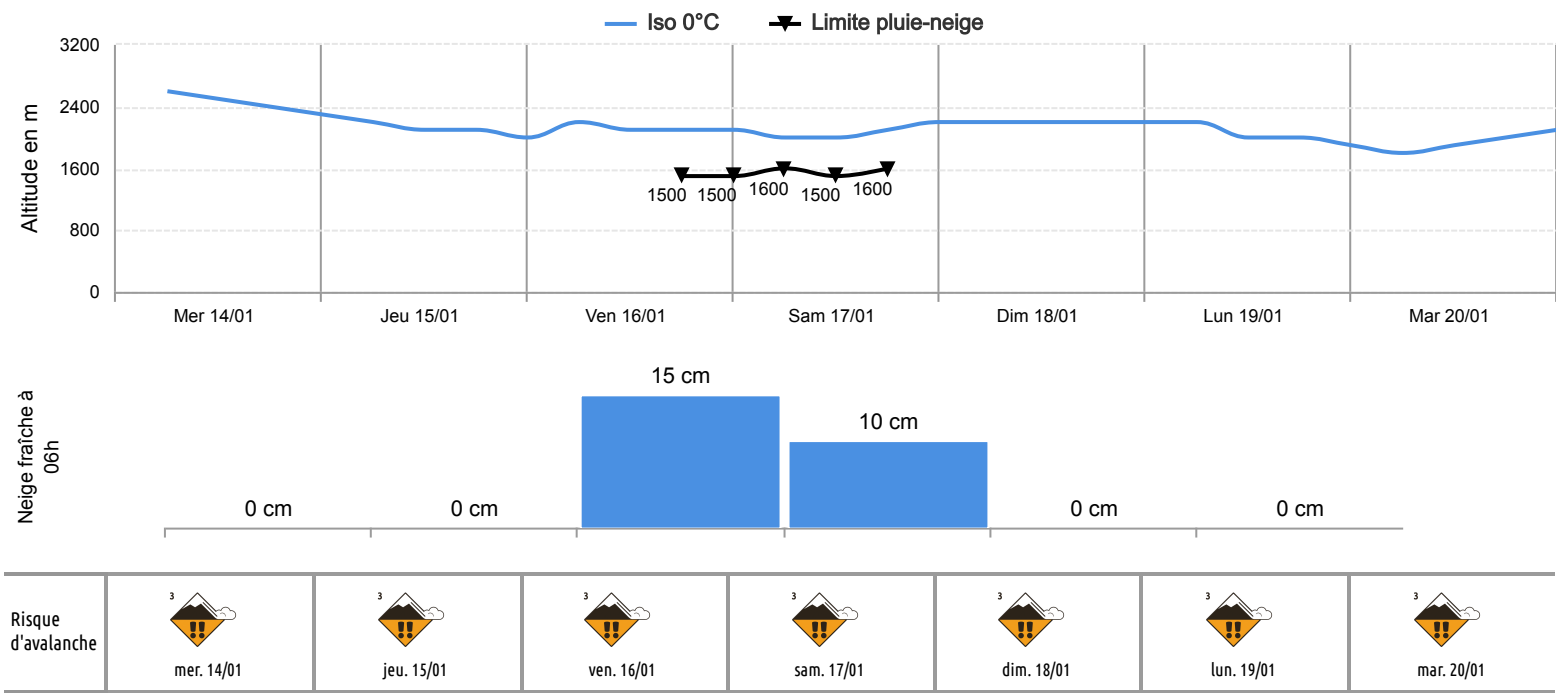 Iso 0°C Limite pluie-neige
Altitude en m
3200
2400
1600
800
0
1500 1500 1600 1500 1600
Mer 14/01 Jeu 15/01 Ven 16/01 Sam 17/01 Dim 18/01 Lun 19/01 Mar 20/01
Neige fraîche à
06h
0 cm 0 cm 15 cm 10 cm 0 cm 0 cm
Risque
d'avalanche
3 3 3 3 3 3 3
mer. 14/01 jeu. 15/01 ven. 16/01 sam. 17/01 dim. 18/01 lun. 19/01 mar. 20/01